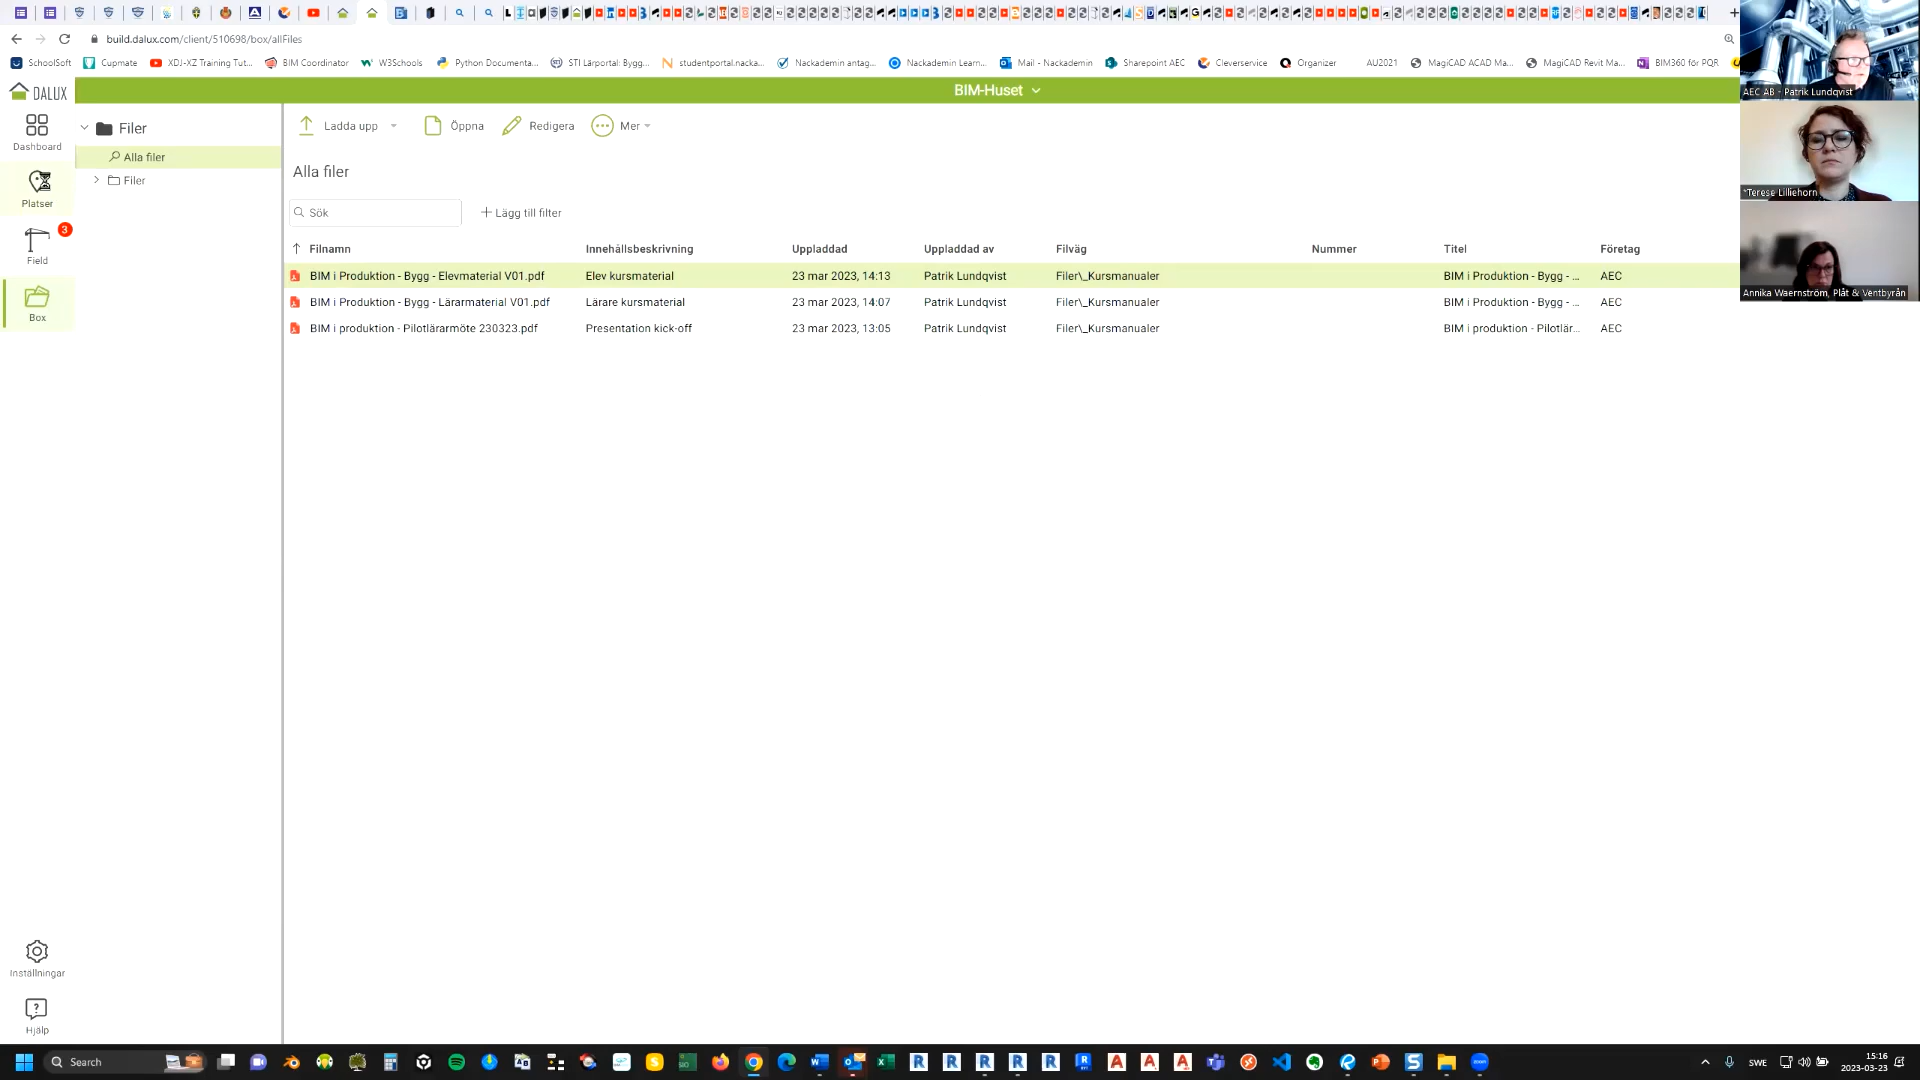 build.dalux.com/client/510698/box/allFiles
SchoolSoft Cupmate XDJ-XZ Training Tut... BIM Coordinator W3Schools Python Documenta... STI Lärportal: Bygg... studentportal.nacka... Nackademin antag... Nackademin Learn... Mail - Nackademin Sharepoint AEC Cleverservice Organizer AU2021 MagiCAD ACAD Ma... MagiCAD Revit Ma... BIM360 för PQR
DALUX
BIM-Huset
AEC AB - Patrik Lundqvist
Dashboard
Filer
Ladda upp Öppna Redigera Mer
Alla filer
Filer
Platser
Alla filer
*Terese Lilliehorn
Sök
Lägg till filter
3
Field
Filnamn Innehållsbeskrivning Uppladdad Uppladdad av Filväg Nummer Titel Företag
BIM i Produktion - Bygg - Elevmaterial V01.pdf Elev kursmaterial 23 mar 2023, 14:13 Patrik Lundqvist Filer\_Kursmanualer BIM i Produktion - Bygg - ... AEC
BIM i Produktion - Bygg - Lärarmaterial V01.pdf Lärare kursmaterial 23 mar 2023, 14:07 Patrik Lundqvist Filer\_Kursmanualer BIM i Produktion - Bygg - ... AEC
BIM i produktion - Pilotlärarmöte 230323.pdf Presentation kick-off 23 mar 2023, 13:05 Patrik Lundqvist Filer\_Kursmanualer BIM i produktion - Pilotlär... AEC
Annika Waernström, Plåt & Ventbyrån
Box
Inställningar
Hjälp
Search
SWE
15:16
2023-03-23